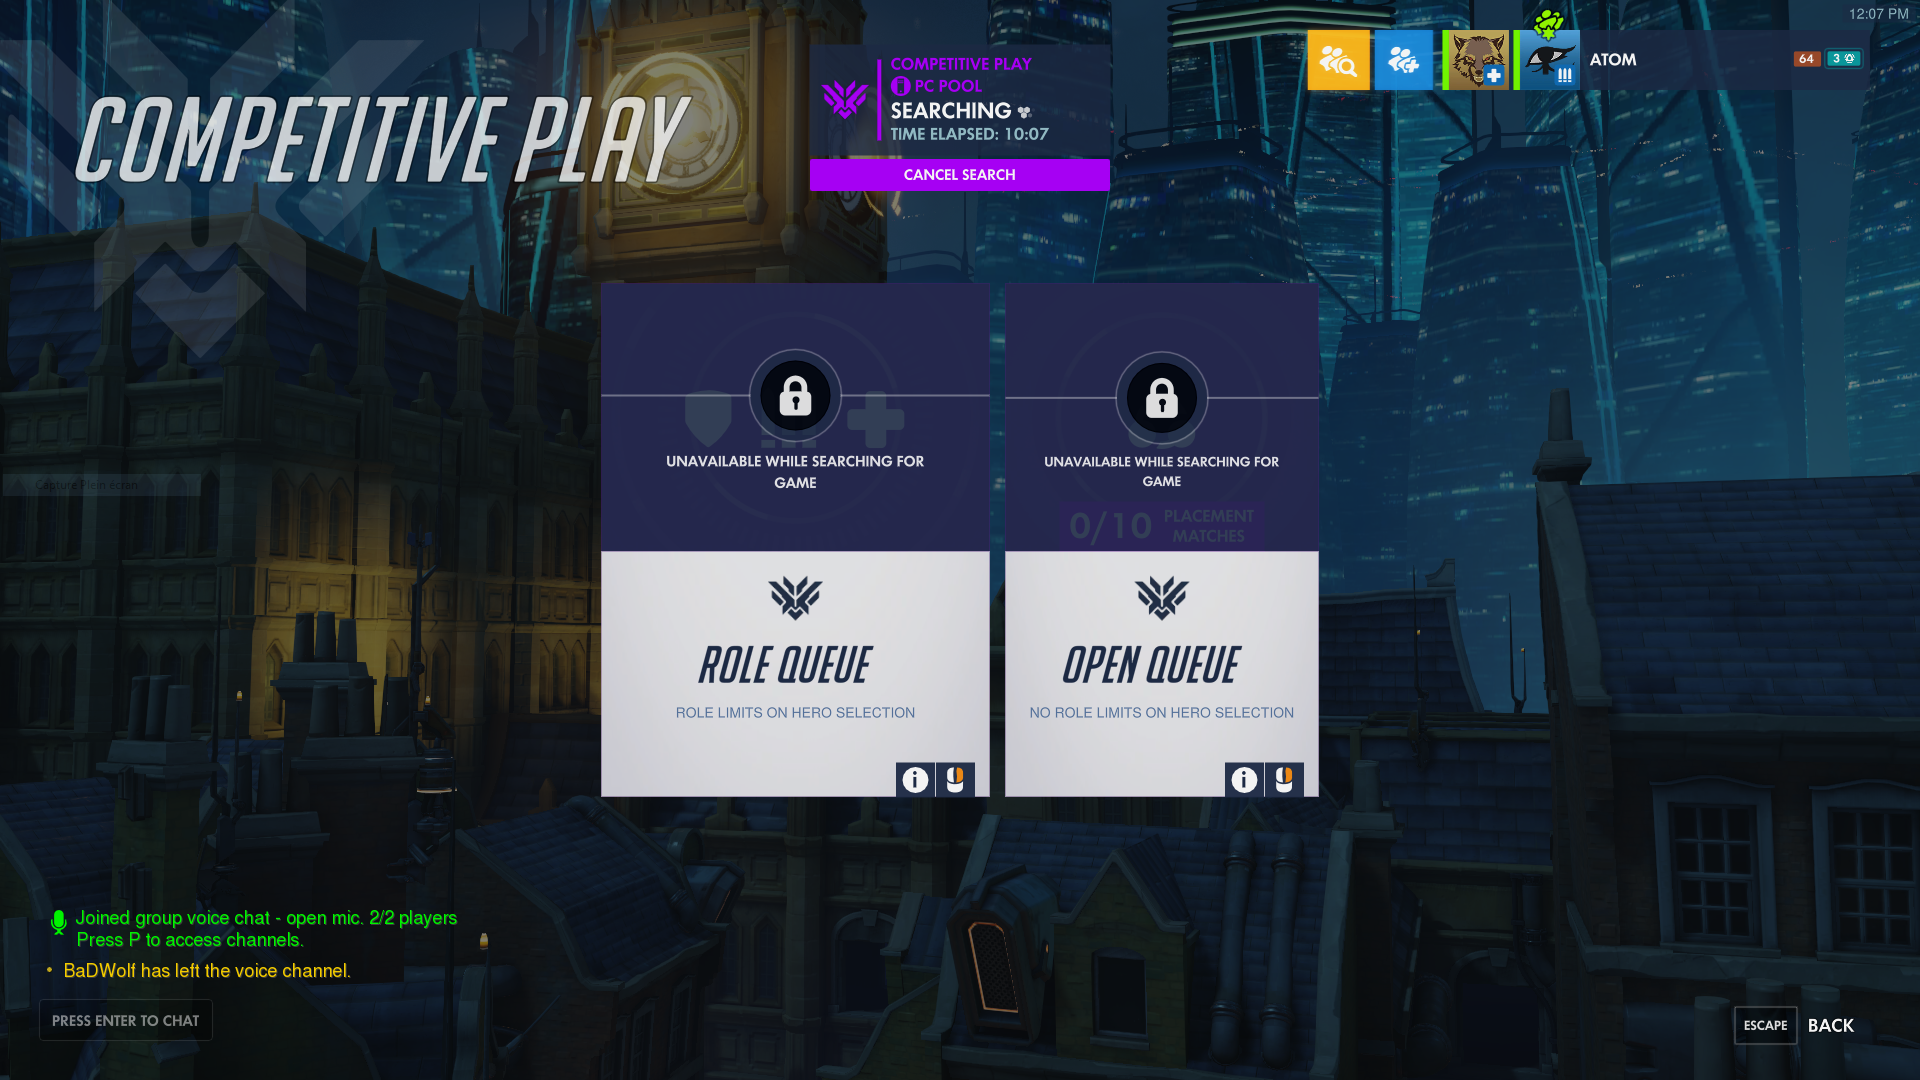 12:07 PM
COMPETITIVE PLAY
COMPETITIVE PLAY
PC POOL
SEARCHING
TIME ELAPSED: 10:07
CANCEL SEARCH
ATOM
64
3
UNAVAILABLE WHILE SEARCHING FOR
GAME
ROLE QUEUE
ROLE LIMITS ON HERO SELECTION
UNAVAILABLE WHILE SEARCHING FOR
GAME
0/10 PLACEMENT
MATCHES
OPEN QUEUE
NO ROLE LIMITS ON HERO SELECTION
Capture Plein écran
Joined group voice chat - open mic. 2/2 players
Press P to access channels.
• BaDWolf has left the voice channel.
PRESS ENTER TO CHAT
ESCAPE BACK